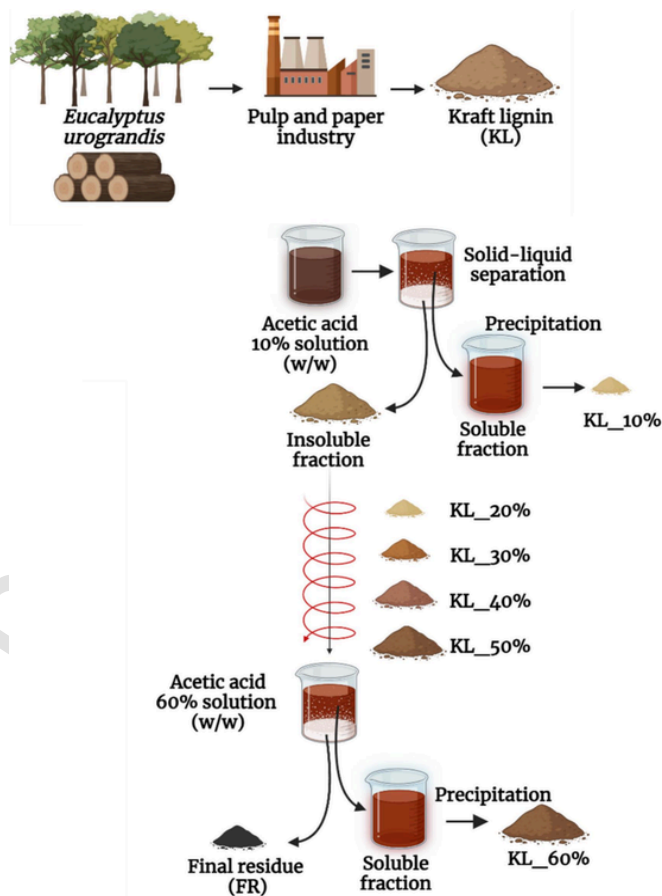 Eucalyptus
urograndis
Pulp and paper
industry
Kraft lignin
(KL)
Solid-liquid
separation
Acetic acid
10% solution
(w/w)
Precipitation
Insoluble
fraction
Soluble
fraction
KL_10%
KL_20%
KL_30%
KL_40%
KL_50%
Acetic acid
60% solution
(w/w)
Precipitation
Final residue
(FR)
Soluble
fraction
KL_60%